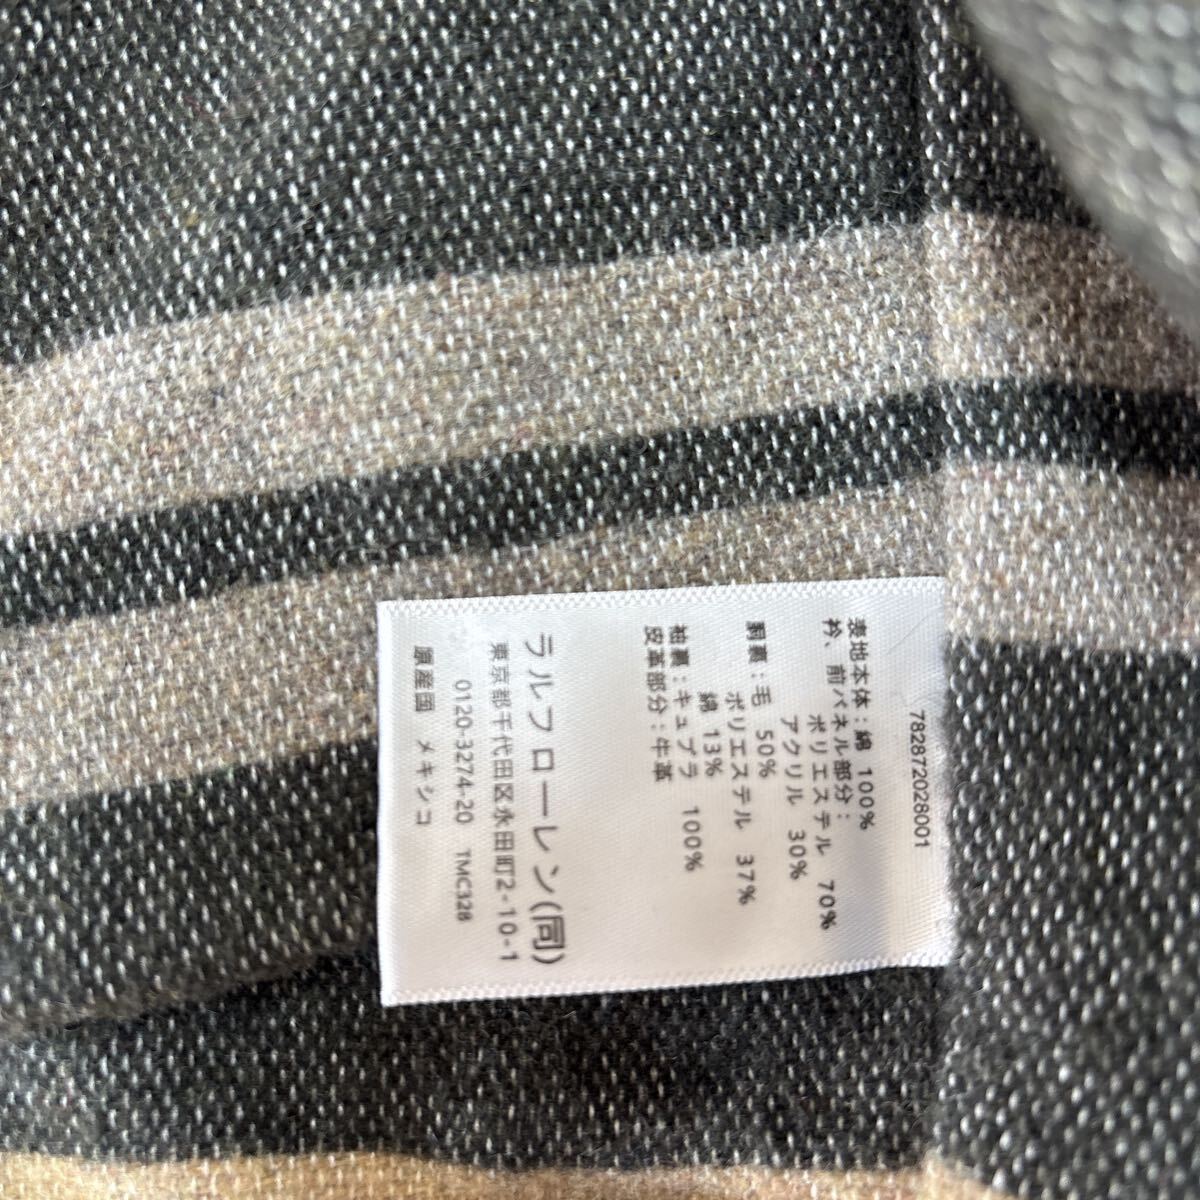 782872028001
表地本体：綿 100%
衿、前パネル部分：
ポリエステル 70%
アクリル 30%
胴裏：毛 50%
ポリエステル 37%
綿 13%
袖裏：キュプラ 100%
皮革部分：牛革
ラルフローレン(同)
東京都千代田区永田町2-10-1
0120-3274-20 TMC328
原産国 メキシコ